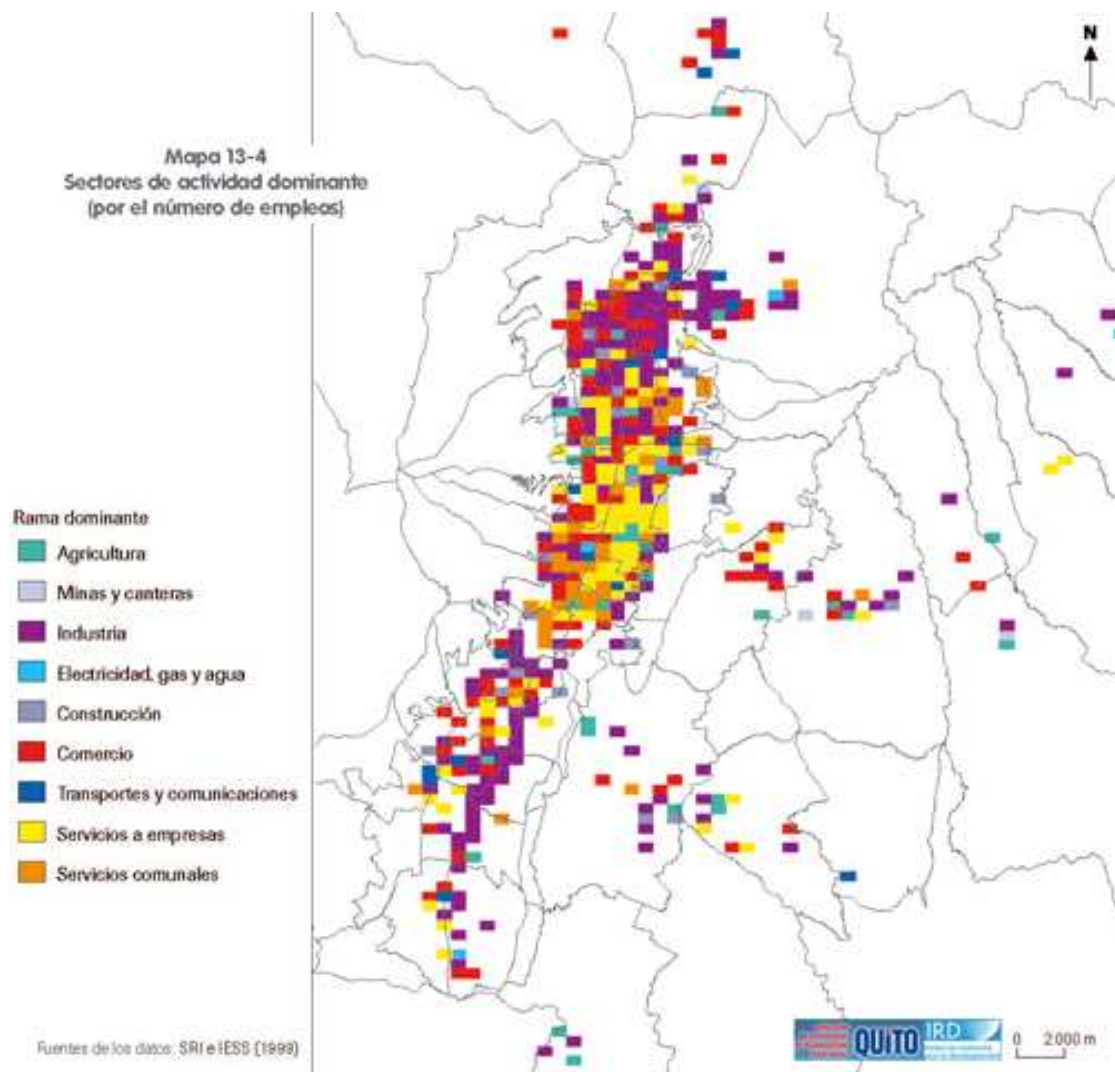 N
Mapa 13-4
Sectores de actividad dominante
(por el número de empleos)
Rama dominante
Agricultura
Minas y canteras
Industria
Electricidad, gas y agua
Construcción
Comercio
Transportes y comunicaciones
Servicios a empresas
Servicios comunales
Fuentes de los datos: SRI e IESS (1999)
QUITO
IRD
0 2 000 m